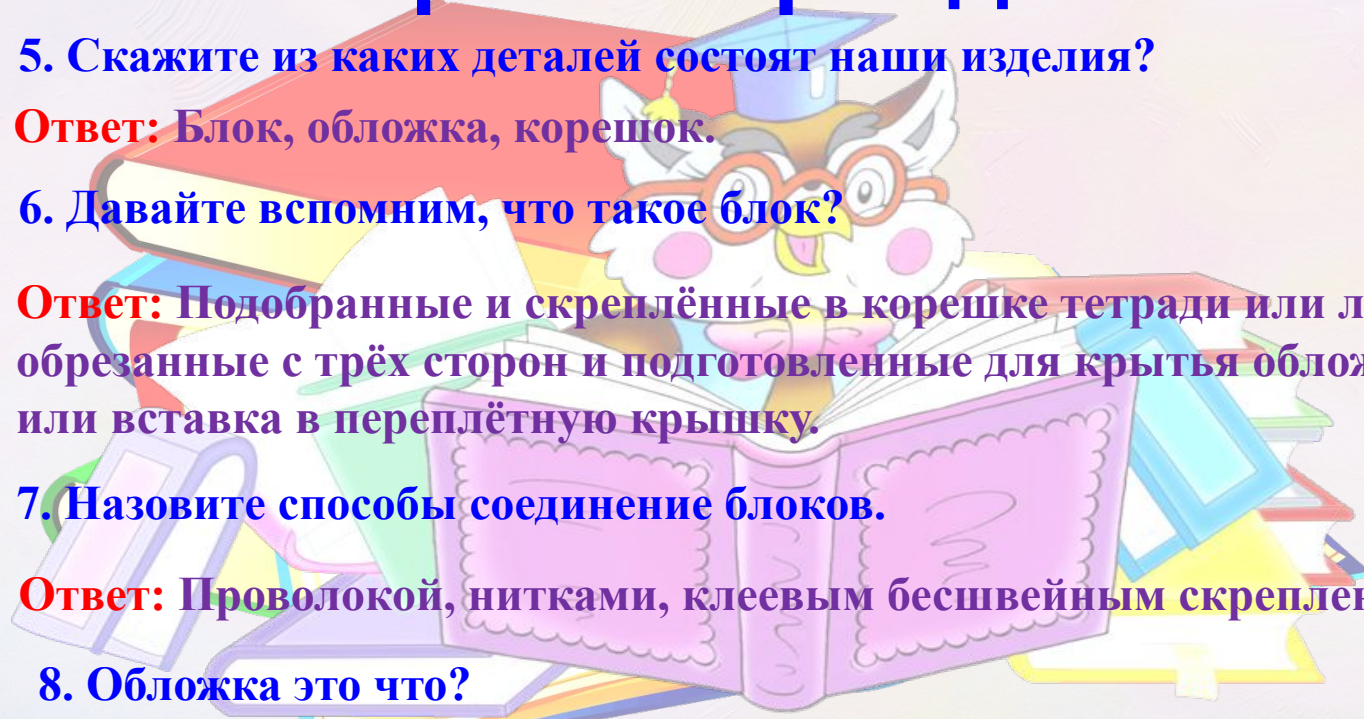 5. Скажите из каких деталей состоят наши изделия?
Ответ: Блок, обложка, корешок.
6. Давайте вспомним, что такое блок?
Ответ: Подобранные и скреплённые в корешке тетради или
обрезанные с трёх сторон и подготовленные для крытья
или вставка в переплётную крышку.
7. Назовите способы соединение блоков.
Ответ: Проволокой, нитками, клеевым бесшвейным
8. Обложка это что?